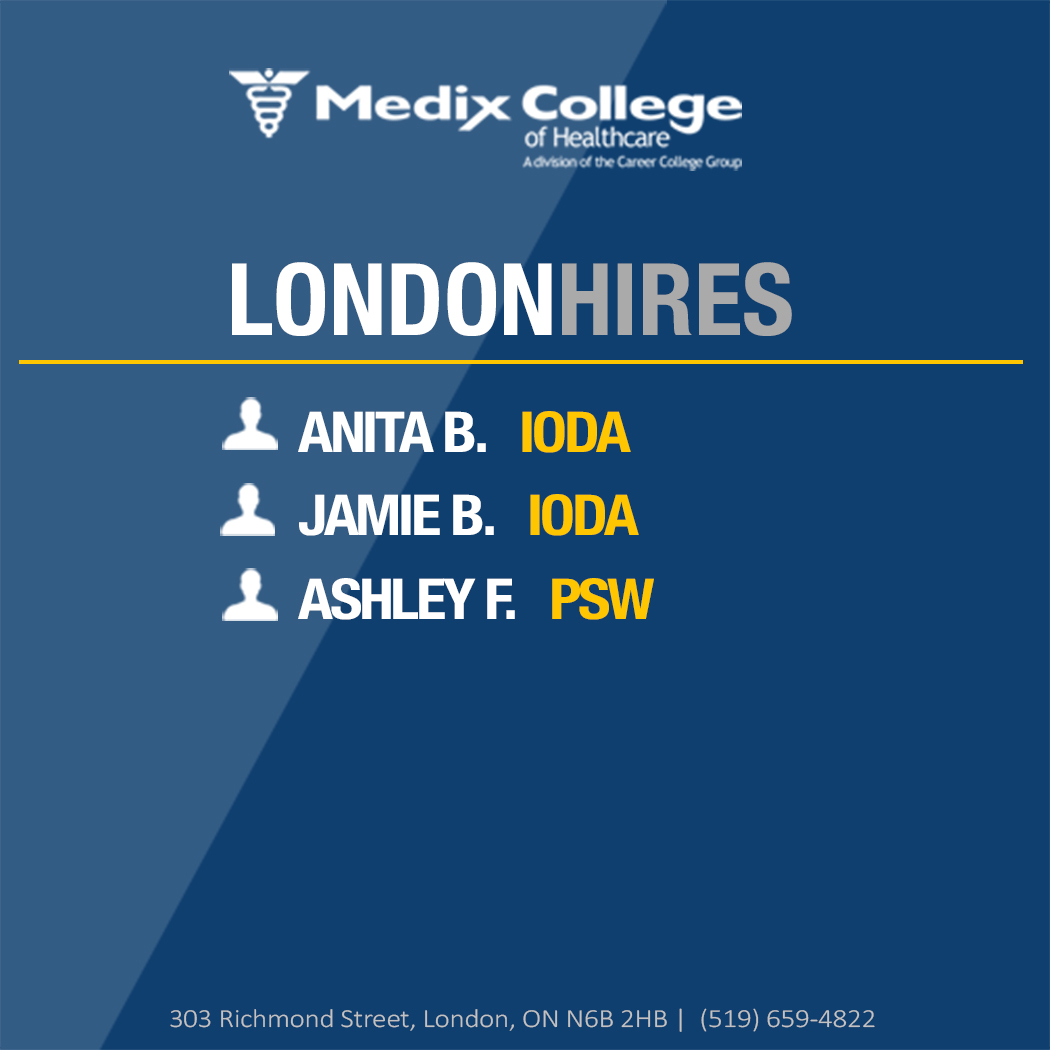 Medix College
of Healthcare
A division of the Career College Group
LONDONHIRES
ANITA B. IODA
JAMIE B. IODA
ASHLEY F. PSW
303 Richmond Street, London, ON N6B 2HB | (519) 659-4822